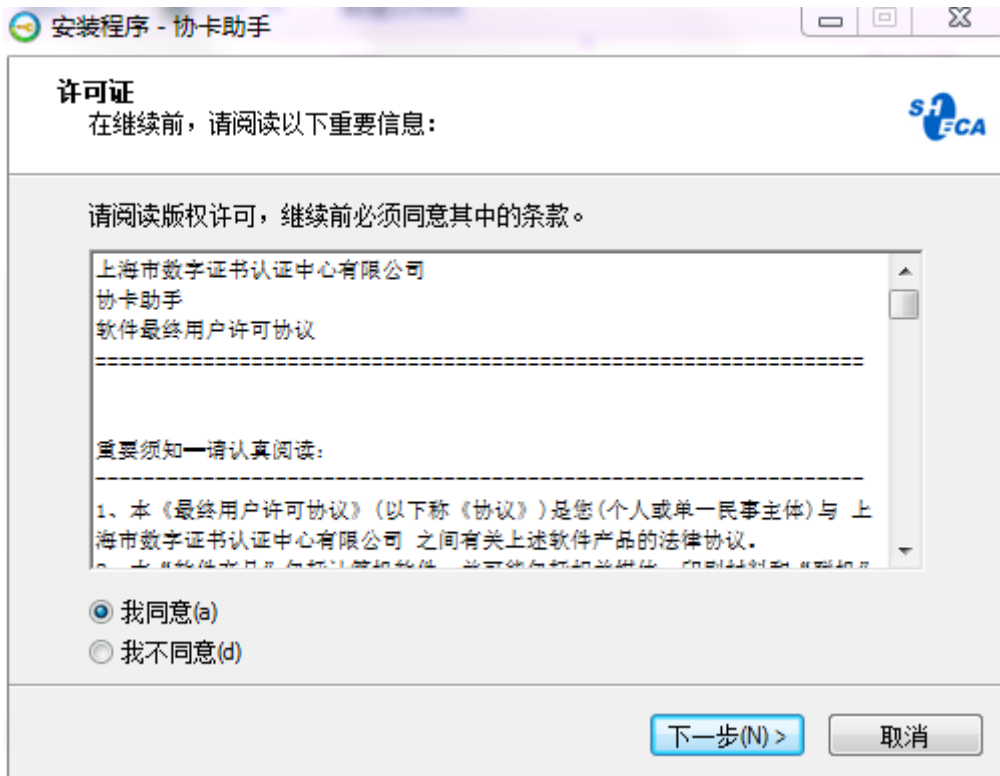 安装程序 - 协卡助手
许可证
在继续前，请阅读以下重要信息：
SHECA
请阅读版权许可，继续前必须同意其中的条款。
上海市数字证书认证中心有限公司
协卡助手
软件最终用户许可协议
================================================================
重要须知—请认真阅读：
----------------------------------------------------------------
1、本《最终用户许可协议》(以下称《协议》)是您(个人或单一民事主体)与 上
海市数字证书认证中心有限公司 之间有关上述软件产品的法律协议.
我同意(a)
我不同意(d)
下一步(N) >
取消